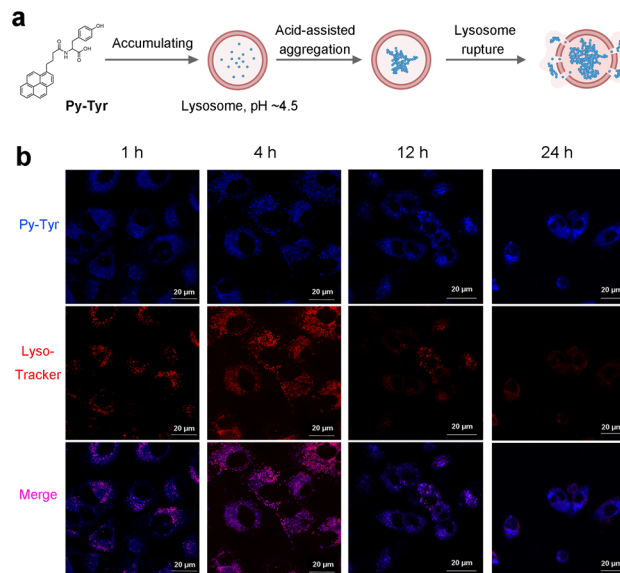 a
OH
O
N
H
OH
O
Py-Tyr
Accumulating
Lysosome, pH ~4.5
Acid-assisted
aggregation
Lysosome
rupture
b
1 h
4 h
12 h
24 h
Py-Tyr
20 µm
20 µm
20 µm
20 µm
Lyso-
Tracker
20 µm
20 µm
20 µm
20 µm
Merge
20 µm
20 µm
20 µm
20 µm